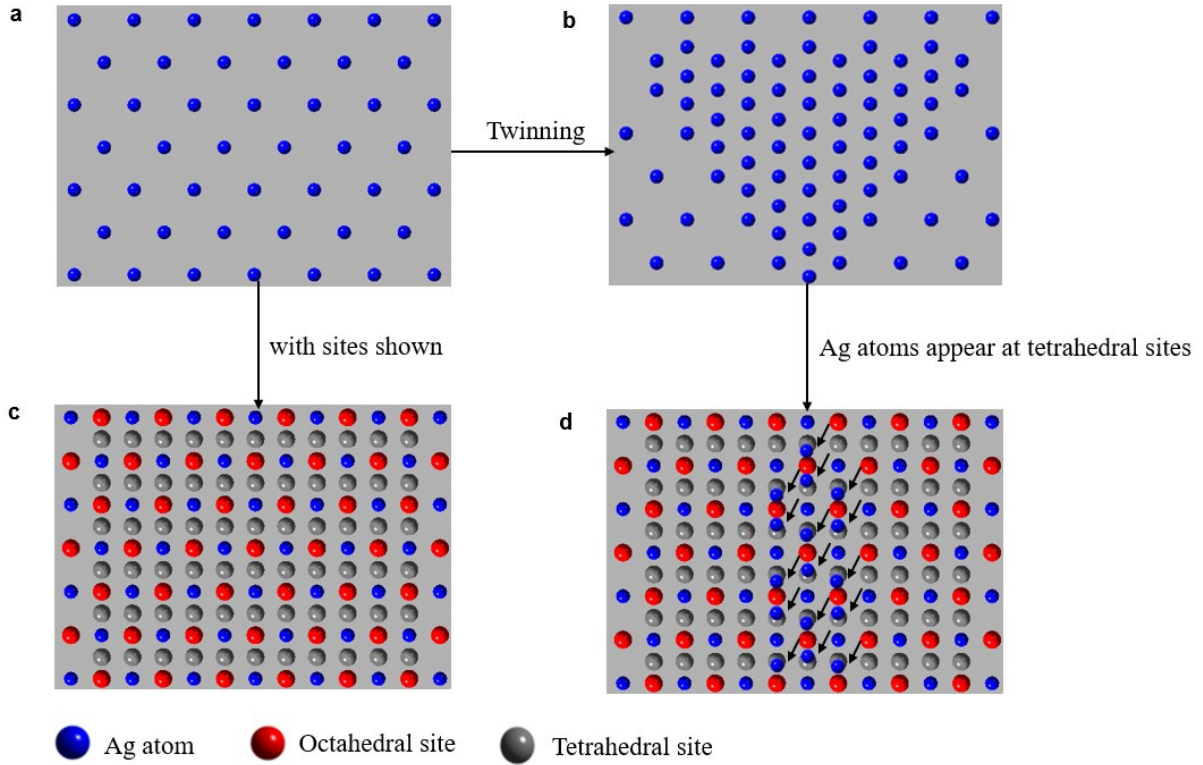 a
b
Twinning
with sites shown
Ag atoms appear at tetrahedral sites
c
d
Ag atom
Octahedral site
Tetrahedral site